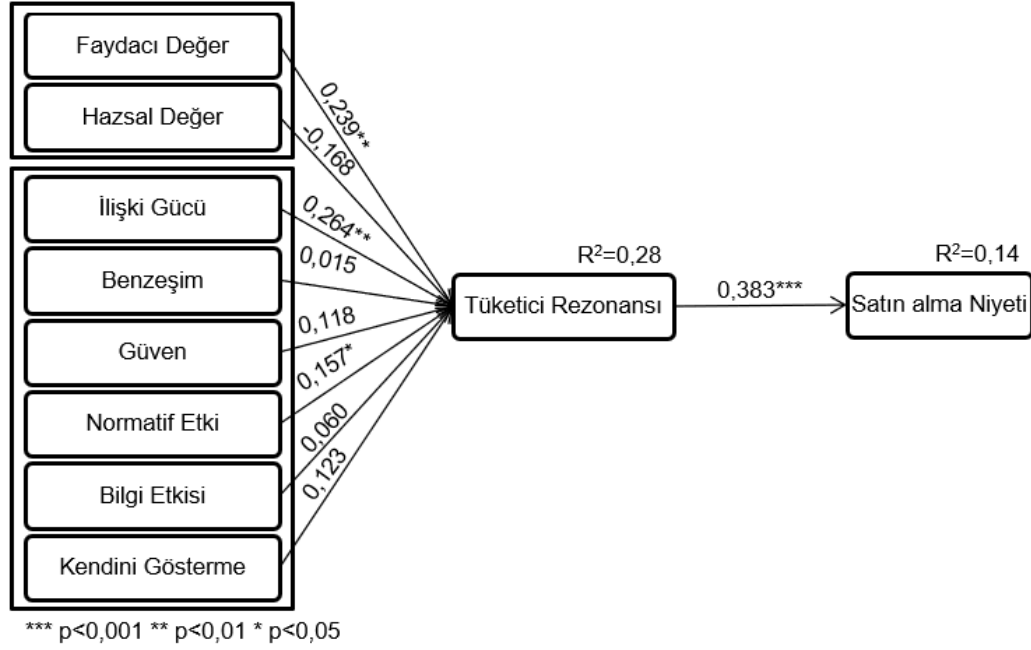 Faydacı Değer
Hazsal Değer
0,239**
-0,168
İlişki Gücü
0,264**
Benzeşim
0,015
R²=0,28
R²=0,14
Tüketici Rezonansı
0,383***
Satın alma Niyeti
Güven
0,118
0,157*
Normatif Etki
0,060
Bilgi Etkisi
0,123
Kendini Gösterme
*** p<0,001 ** p<0,01 * p<0,05